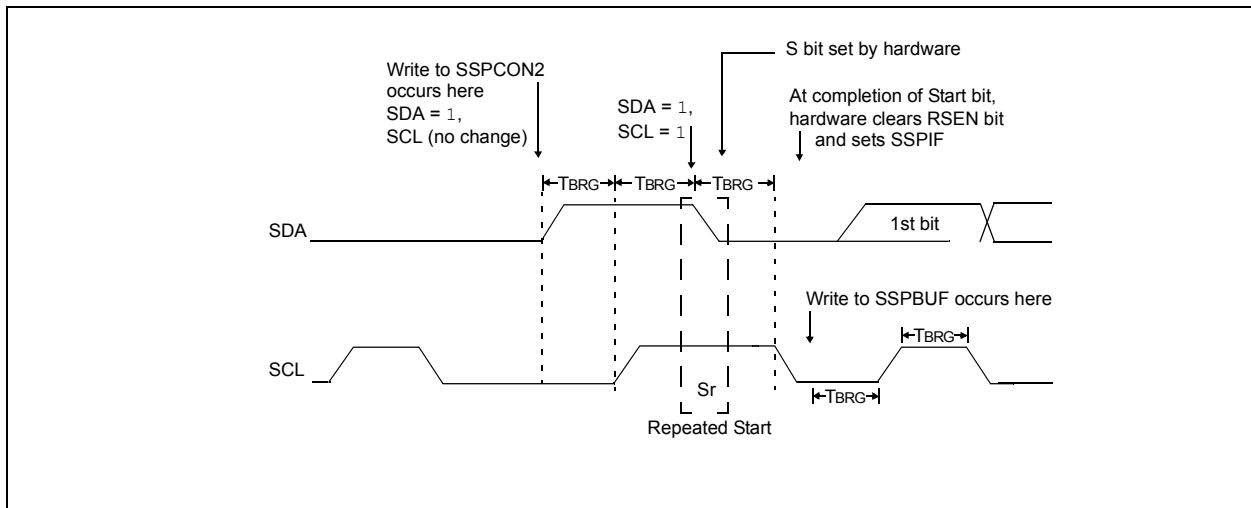 S bit set by hardware
Write to SSPCON2
occurs here
SDA = 1,
SCL (no change)
SDA = 1,
SCL = 1
At completion of Start bit,
hardware clears RSEN bit
and sets SSPIF
TBRG TBRG TBRG
SDA
1st bit
Write to SSPBUF occurs here
TBRG
SCL
Sr
TBRG
Repeated Start